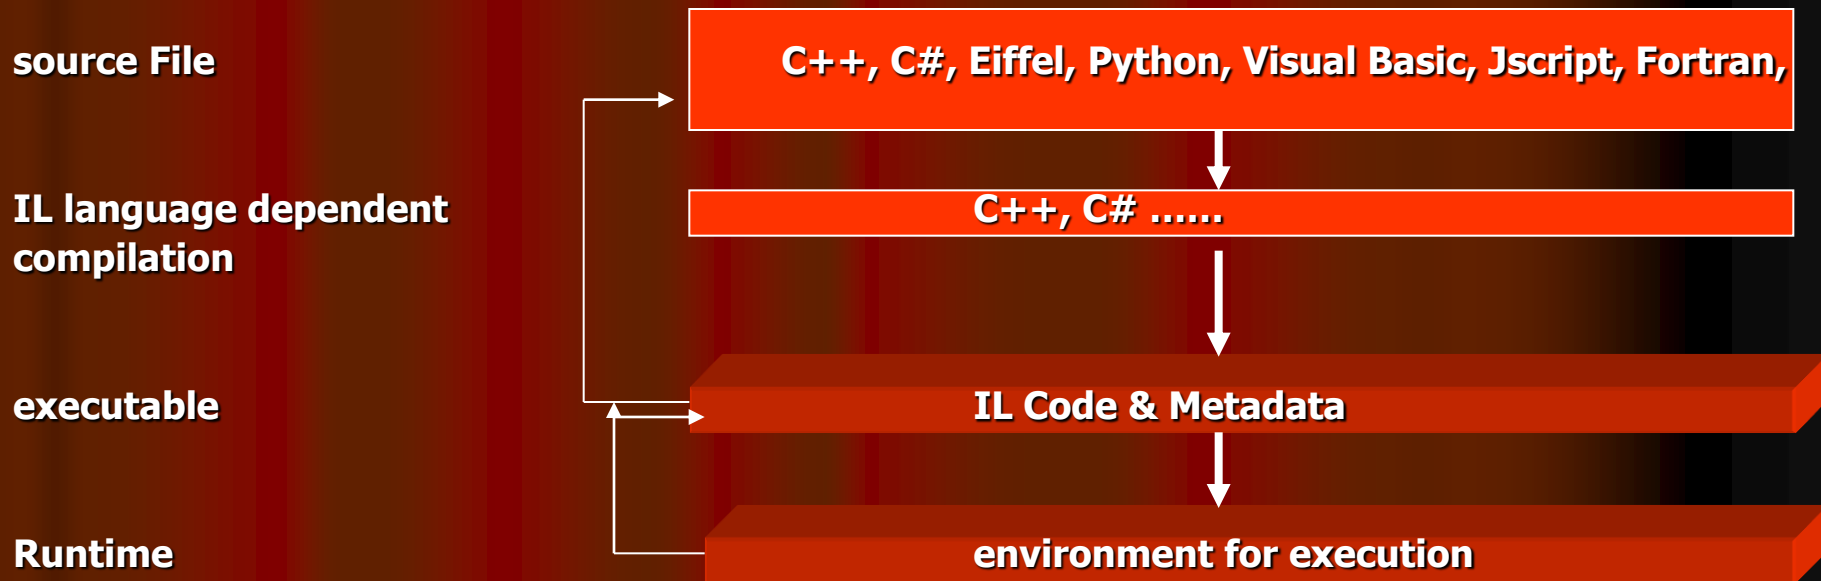 source File
C++, C#, Eiffel, Python, Visual Basic, Jscript, Fortran,
IL language dependent
compilation
C++, C# ......
executable
IL Code & Metadata
Runtime
environment for execution